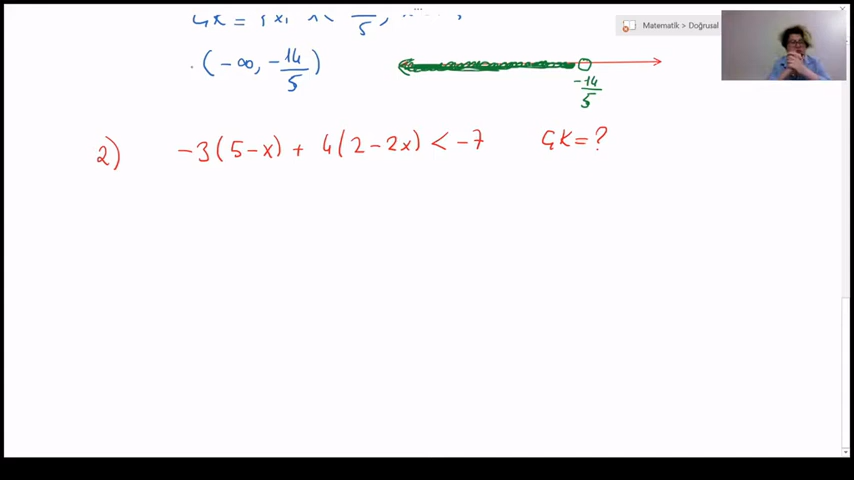 Matematik > Doğrusal
(-∞, -14/5)
-14/5
2) -3(5-x) + 4(2-2x) < -7 ÇK=?